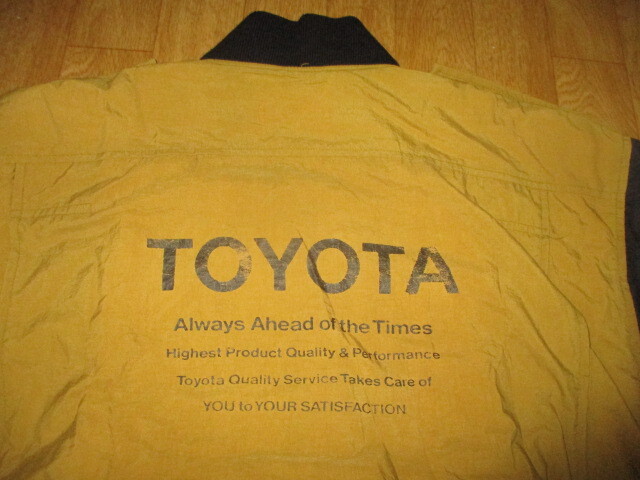 TOYOTA
Always Ahead of the Times
Highest Product Quality & Performance
Toyota Quality Service Takes Care of
YOU to YOUR SATISFACTION